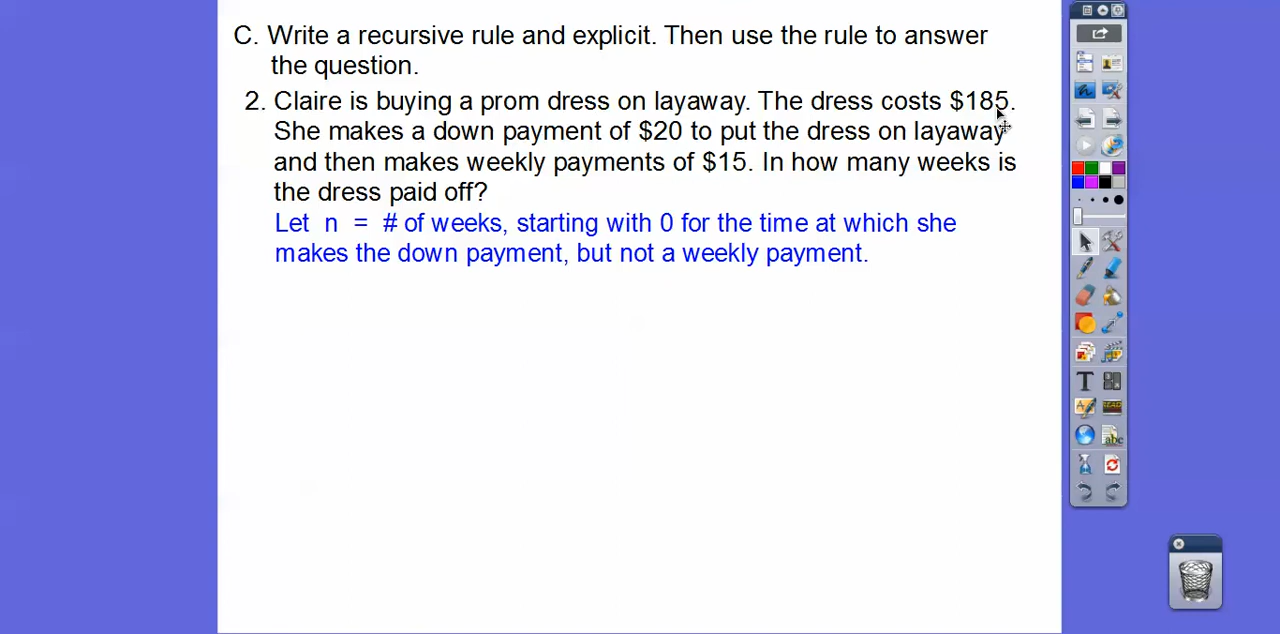 C. Write a recursive rule and explicit. Then use the rule to answer
the question.
2. Claire is buying a prom dress on layaway. The dress costs $185.
She makes a down payment of $20 to put the dress on layaway
and then makes weekly payments of $15. In how many weeks is
the dress paid off?
Let n = # of weeks, starting with 0 for the time at which she
makes the down payment, but not a weekly payment.
T
abc